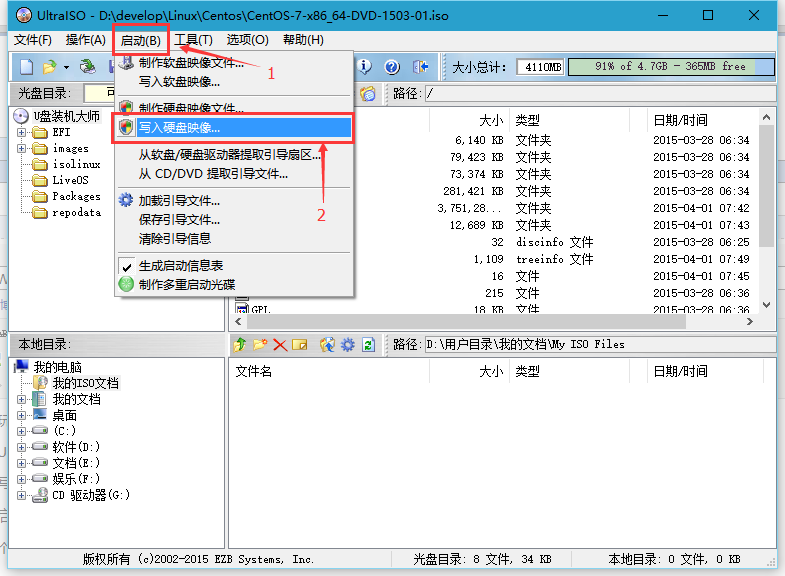 UltraISO - D:\develop\Linux\Centos\CentOS-7-x86_64-DVD-1503-01.iso
文件(F) 操作(A) 启动(B) 工具(T) 选项(O) 帮助(H)
大小总计: 4110MB 91% of 4.7GB - 365MB free
光盘目录: 可 路径: /
制作软盘映像文件...
1
写入软盘映像...
制作硬盘映像文件...
写入硬盘映像...
从软盘/硬盘驱动器提取引导扇区...
从 CD/DVD 提取引导文件...
2
加载引导文件...
保存引导文件...
清除引导信息
生成启动信息表
制作多重启动光碟
U盘装机大师
EFI
images
isolinux
LiveOS
Packages
repodata
大小 类型 日期/时间
6,140 KB 文件夹 2015-03-28 06:34
79,423 KB 文件夹 2015-03-28 06:34
73,374 KB 文件夹 2015-03-28 06:34
281,421 KB 文件夹 2015-03-28 06:34
3,751,28... 文件夹 2015-04-01 07:42
12,689 KB 文件夹 2015-04-01 07:43
32 discinfo 文件 2015-03-28 06:25
1,109 treeinfo 文件 2015-04-01 07:49
16 文件 2015-04-01 07:45
215 文件 2015-03-28 06:36
GPL 18 KB 文件 2015-03-28 06:36
本地目录: 路径: D:\用户目录\我的文档\My ISO Files
我的电脑
我的ISO文档
我的文档
桌面
(C:)
软件(D:)
文档(E:)
娱乐(F:)
CD 驱动器(G:)
文件名 大小 类型 日期/时间
版权所有 (c)2002-2015 EZB Systems, Inc. 光盘目录: 8 文件, 34 KB 本地目录: 0 文件, 0 KB